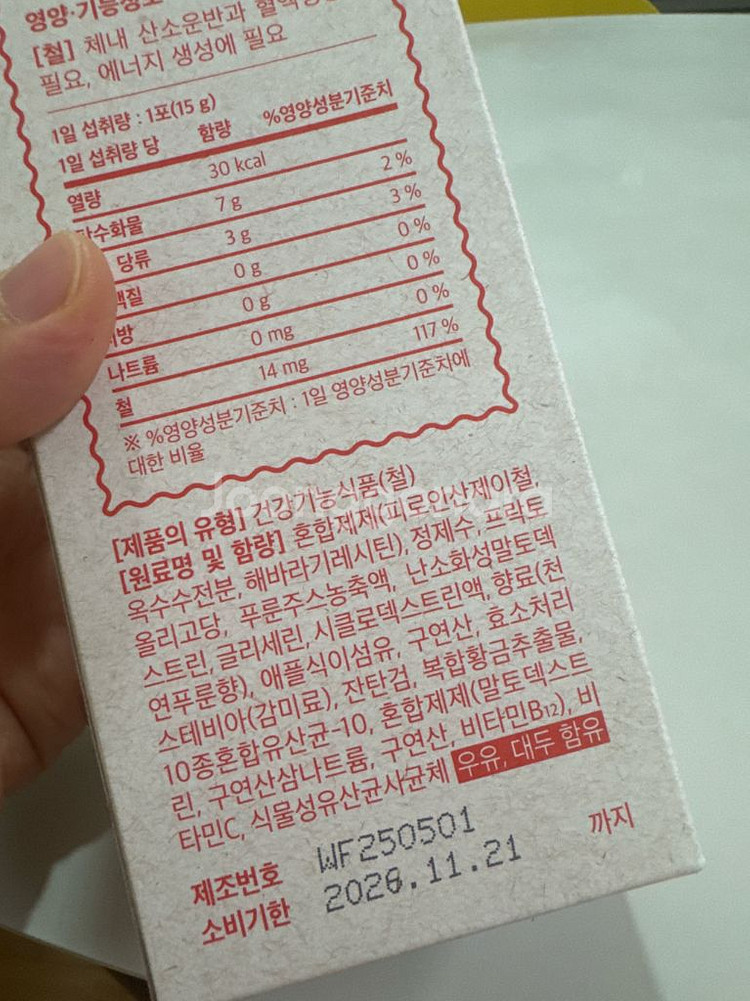 영양·기능정보
[철] 체내 산소운반과 혈액생성에
필요, 에너지 생성에 필요
1일 섭취량 : 1포(15 g)
1일 섭취량 당 함량 %영양성분기준치
열량 30 kcal
탄수화물 7 g 2 %
당류 3 g 3 %
0 g 0 %
0 g 0 %
나트륨 0 mg 0 %
철 14 mg 117 %
※ %영양성분기준치 : 1일 영양성분기준치에
대한 비율
[제품의 유형] 건강기능식품(철)
[원료명 및 함량] 혼합제제(피로인산제이철,
옥수수전분, 해바라기레시틴), 정제수, 프락토
올리고당, 푸룬주스농축액, 난소화성말토덱
스트린, 글리세린, 시클로덱스트린액, 향료(천
연푸룬향), 애플식이섬유, 구연산, 효소처리
스테비아(감미료), 잔탄검, 복합황금추출물,
10종혼합유산균-10, 혼합제제(말토덱스트
린, 구연산삼나트륨, 구연산, 비타민B₁₂), 비
타민C, 식물성유산균사균체 우유, 대두 함유
제조번호 WF250501
소비기한 2026.11.21 까지